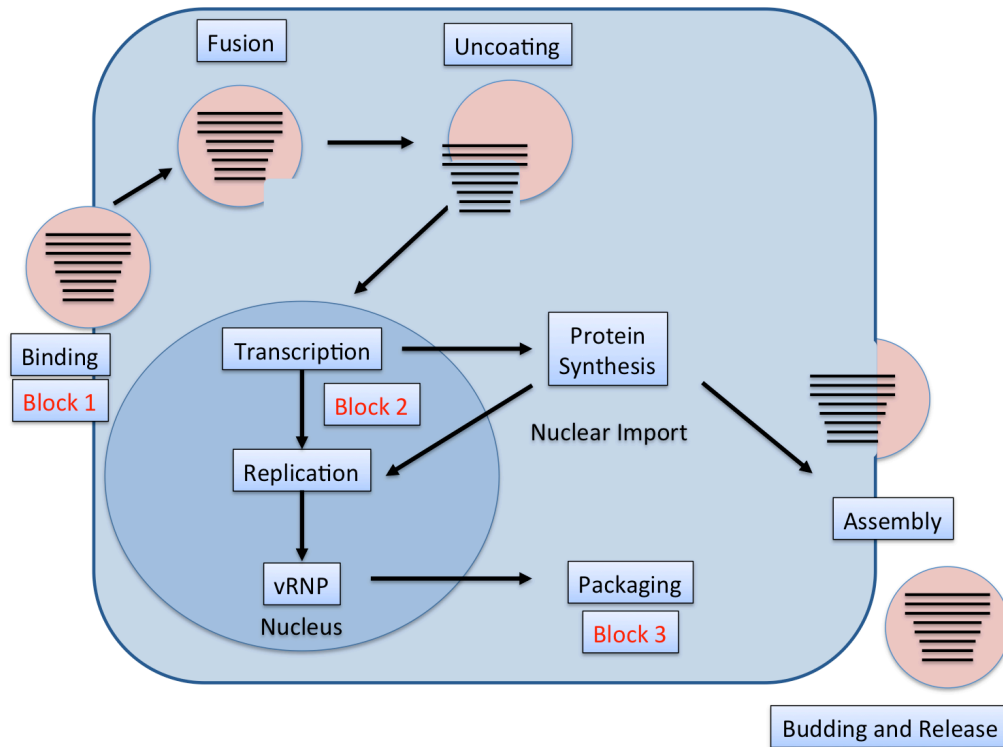 Fusion
Uncoating
Binding
Block 1
Transcription
Block 2
Protein
Synthesis
Nuclear Import
Replication
Assembly
vRNP
Nucleus
Packaging
Block 3
Budding and Release